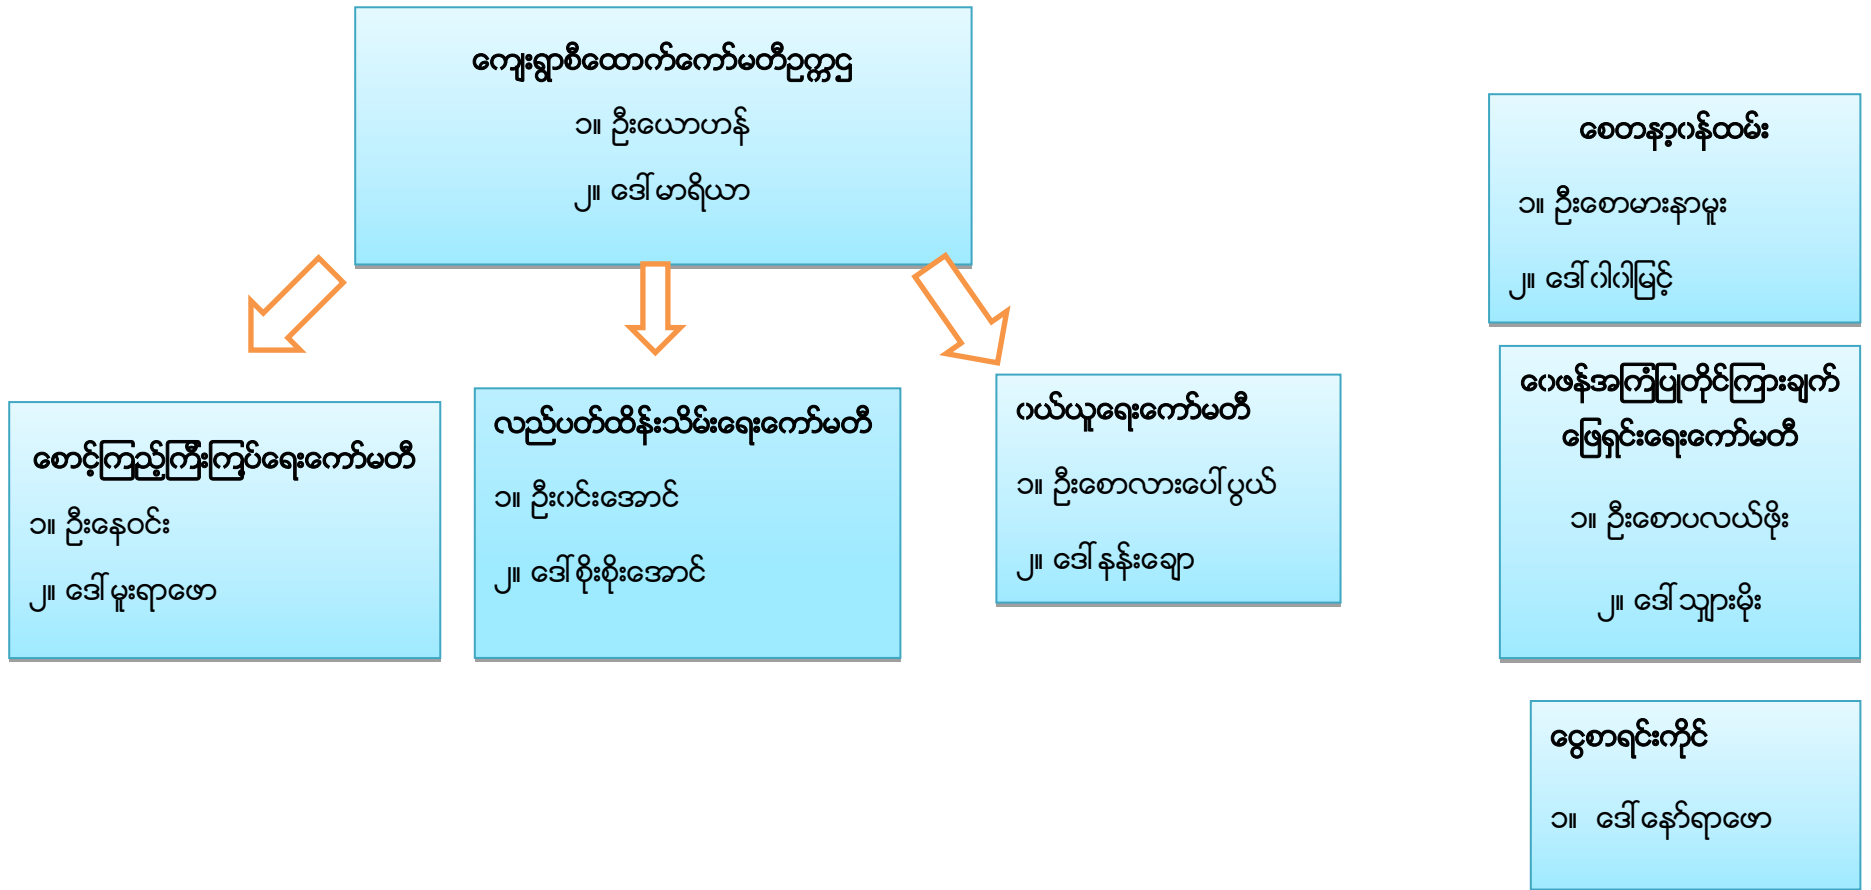 ကျေးရွာစီထောက်ကော်မတီဥက္ကဌ
၁။ ဦးယောဟန်
၂။ ဒေါ်မာရိယာ
စောင့်ကြည့်ကြီးကြပ်ရေးကော်မတီ
၁။ ဦးနေဝင်း
၂။ ဒေါ်မူးရာဖော
လည်ပတ်ထိန်းသိမ်းရေးကော်မတီ
၁။ ဦးဝင်းအောင်
၂။ ဒေါ်စိုးစိုးအောင်
ဝယ်ယူရေးကော်မတီ
၁။ ဦးစောလားပေါ်ပွယ်
၂။ ဒေါ်နန်းချော
စေတနာ့ဝန်ထမ်း
၁။ ဦးစောမားနာမူး
၂။ ဒေါ်ဝါဝါမြင့်
ဝေဖန်အကြံပြုတိုင်ကြားချက်
ဖြေရှင်းရေးကော်မတီ
၁။ ဦးစောပလယ်ဖိုး
၂။ ဒေါ်သျှားမိုး
ငွေစာရင်းကိုင်
၁။ ဒေါ်နော်ရာဖော